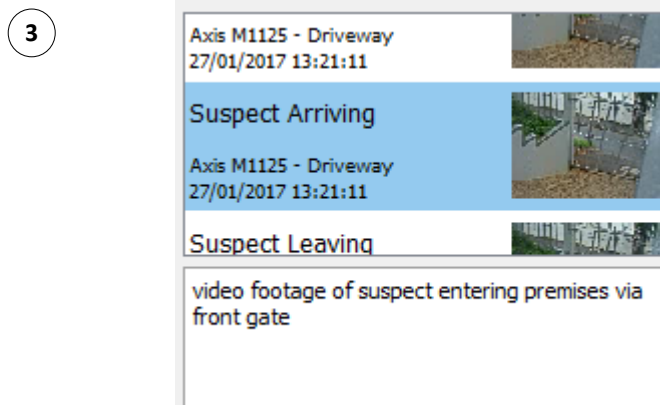 3
Axis M1125 - Driveway
27/01/2017 13:21:11
Suspect Arriving
Axis M1125 - Driveway
27/01/2017 13:21:11
Suspect Leaving
video footage of suspect entering premises via
front gate